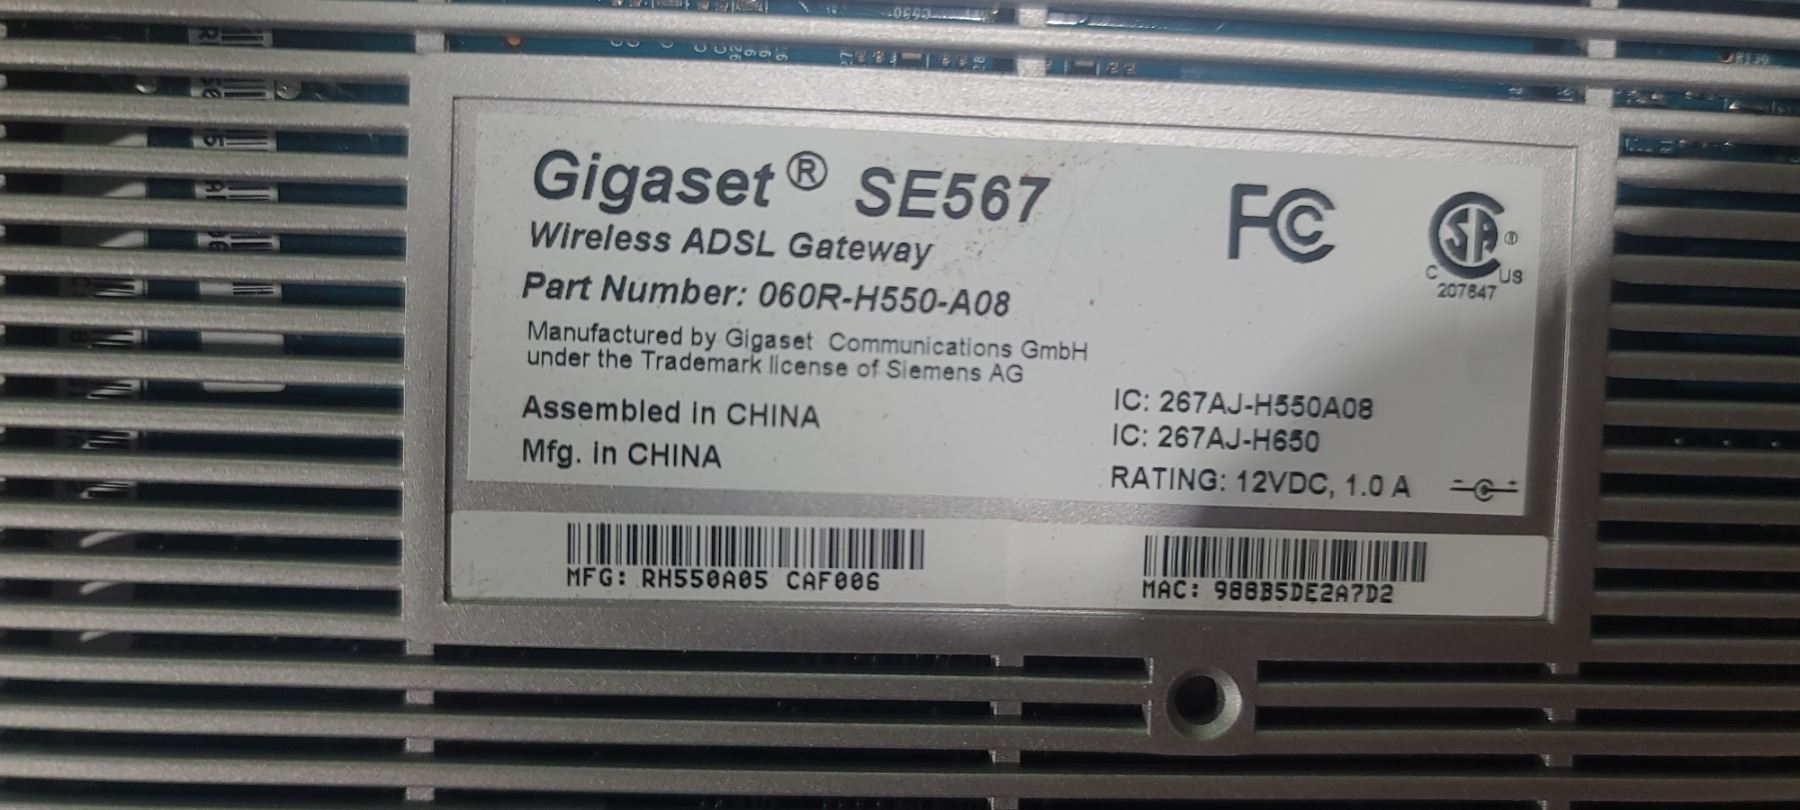 Gigaset® SE567
Wireless ADSL Gateway
Part Number: 060R-H550-A08
Manufactured by Gigaset Communications GmbH
under the Trademark license of Siemens AG
Assembled in CHINA
Mfg. in CHINA
FC
CSA ®
C US
207647
IC: 267AJ-H550A08
IC: 267AJ-H650
RATING: 12VDC, 1.0 A
MFG: RH550A05 CAF006
MAC: 988B5DE2A7D2